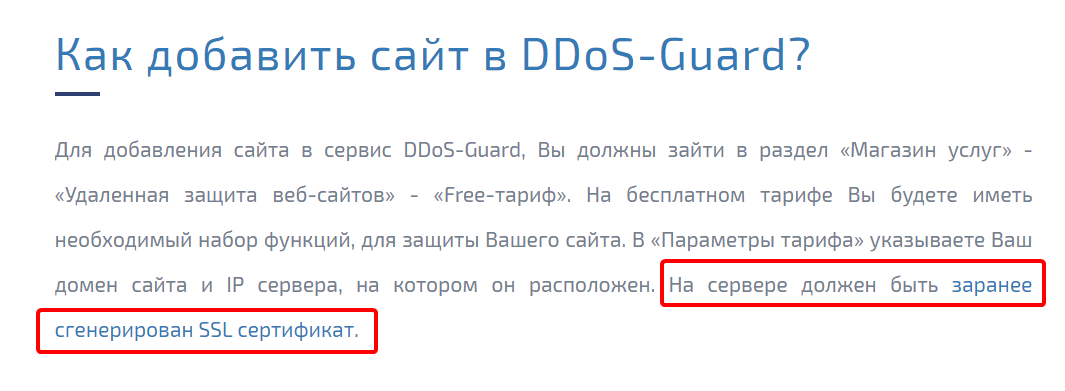 Как добавить сайт в DDoS-Guard?
Для добавления сайта в сервис DDoS-Guard, Вы должны зайти в раздел «Магазин услуг» -
«Удаленная защита веб-сайтов» - «Free-тариф». На бесплатном тарифе Вы будете иметь
необходимый набор функций, для защиты Вашего сайта. В «Параметры тарифа» указываете Ваш
домен сайта и IP сервера, на котором он расположен. На сервере должен быть заранее
сгенерирован SSL сертификат.